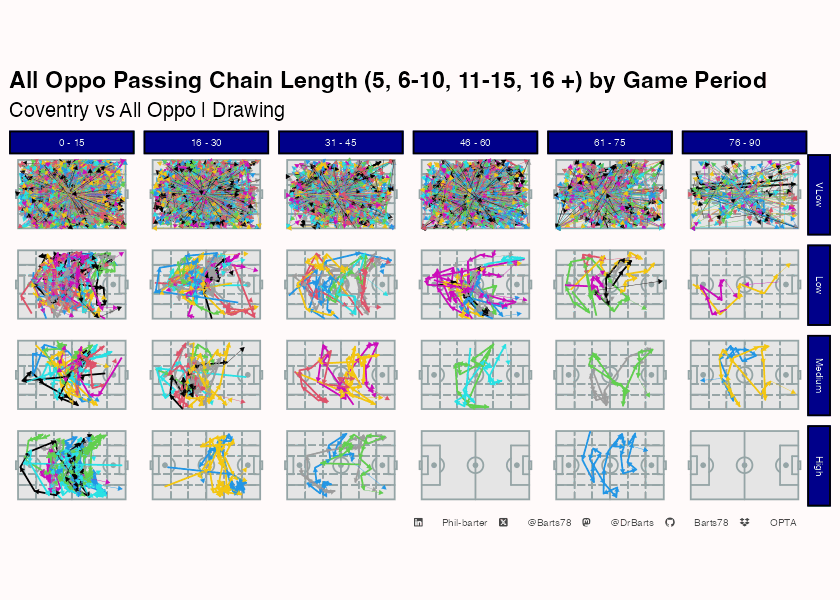 All Oppo Passing Chain Length (5, 6-10, 11-15, 16 +) by Game Period
Coventry vs All Oppo | Drawing
0 - 15
16 - 30
31 - 45
46 - 60
61 - 75
76 - 90
VLow
Low
Medium
High
Phil-barter @Barts78 @DrBarts Barts78 OPTA